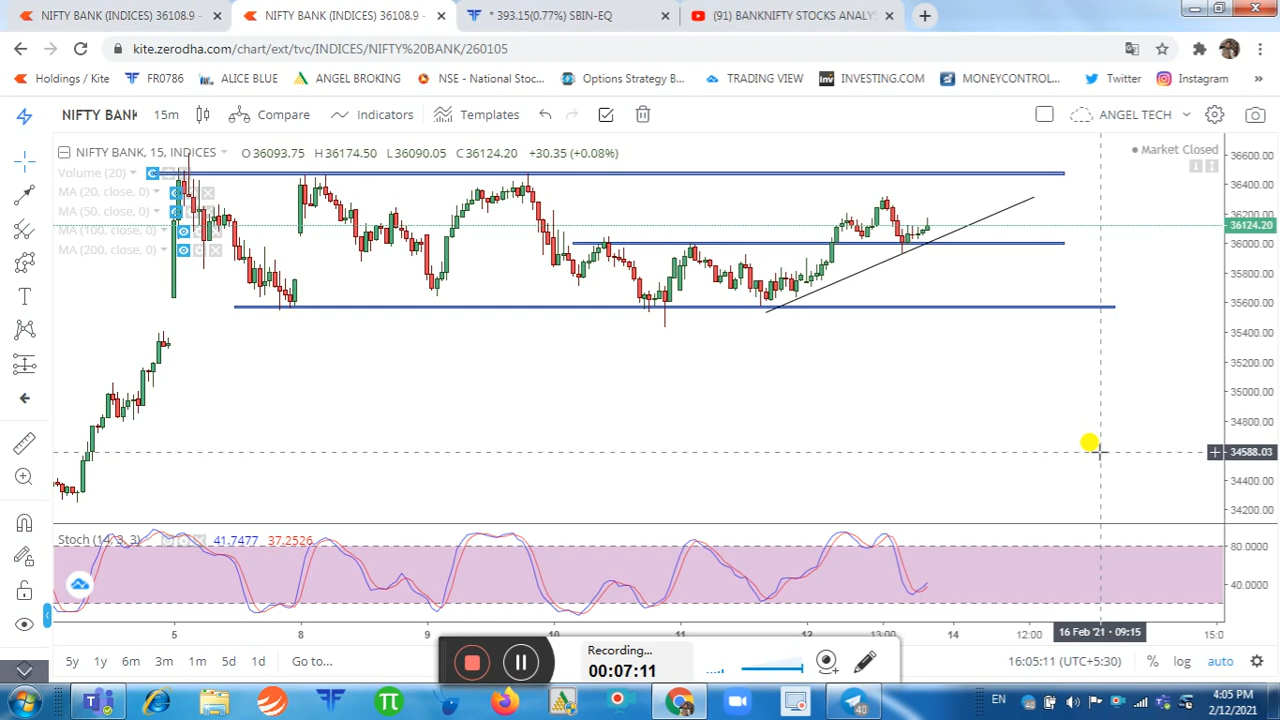 NIFTY BANK (INDICES) 36108.9 -
NIFTY BANK (INDICES) 36108.9 -
* 393.15(0.77%) SBIN-EQ
(91) BANKNIFTY STOCKS ANALYS
kite.zerodha.com/chart/ext/tvc/INDICES/NIFTY%20BANK/260105
Holdings / Kite
FR0786
ALICE BLUE
ANGEL BROKING
NSE - National Stoc...
Options Strategy B...
TRADING VIEW
INVESTING.COM
MONEYCONTROL...
Twitter
Instagram
»
NIFTY BANK
15m
Compare
Indicators
Templates
ANGEL TECH
NIFTY BANK, 15, INDICES
O36093.75 H36174.50 L36090.05 C36124.20 +30.35 (+0.08%)
Market Closed
Volume (20)
MA (20, close, 0)
MA (50, close, 0)
MA (100, close, 0)
MA (200, close, 0)
36600.00
36400.00
36200.00
36124.20
36000.00
35800.00
35600.00
35400.00
35200.00
35000.00
34800.00
34588.03
34400.00
34200.00
Stoch (14, 3, 3) 41.7477 37.2526
80.0000
40.0000
5 8 9 10 11 12 13:00 14 12:00 16 Feb '21 - 09:15 15:0
5y 1y 6m 3m 1m 5d 1d Go to...
16:05:11 (UTC+5:30) % log auto
Recording...
00:07:11
EN
4:05 PM
2/12/2021